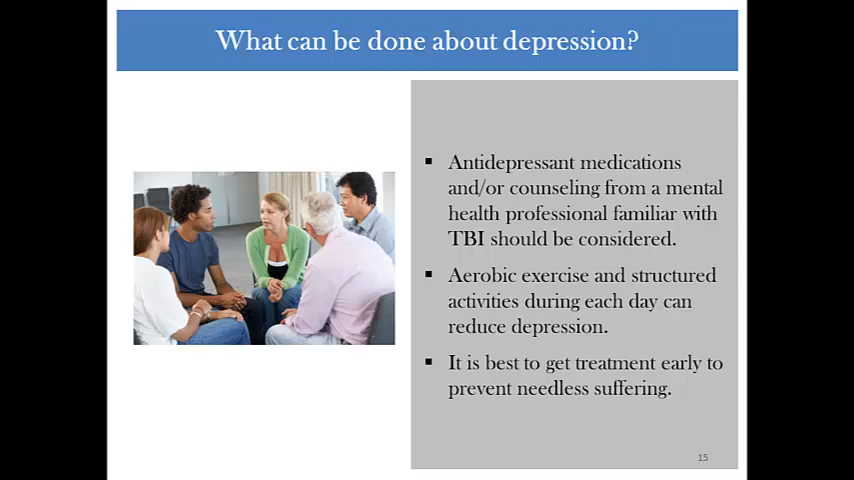 What can be done about depression?
▪ Antidepressant medications
and/or counseling from a mental
health professional familiar with
TBI should be considered.
▪ Aerobic exercise and structured
activities during each day can
reduce depression.
▪ It is best to get treatment early to
prevent needless suffering.
15